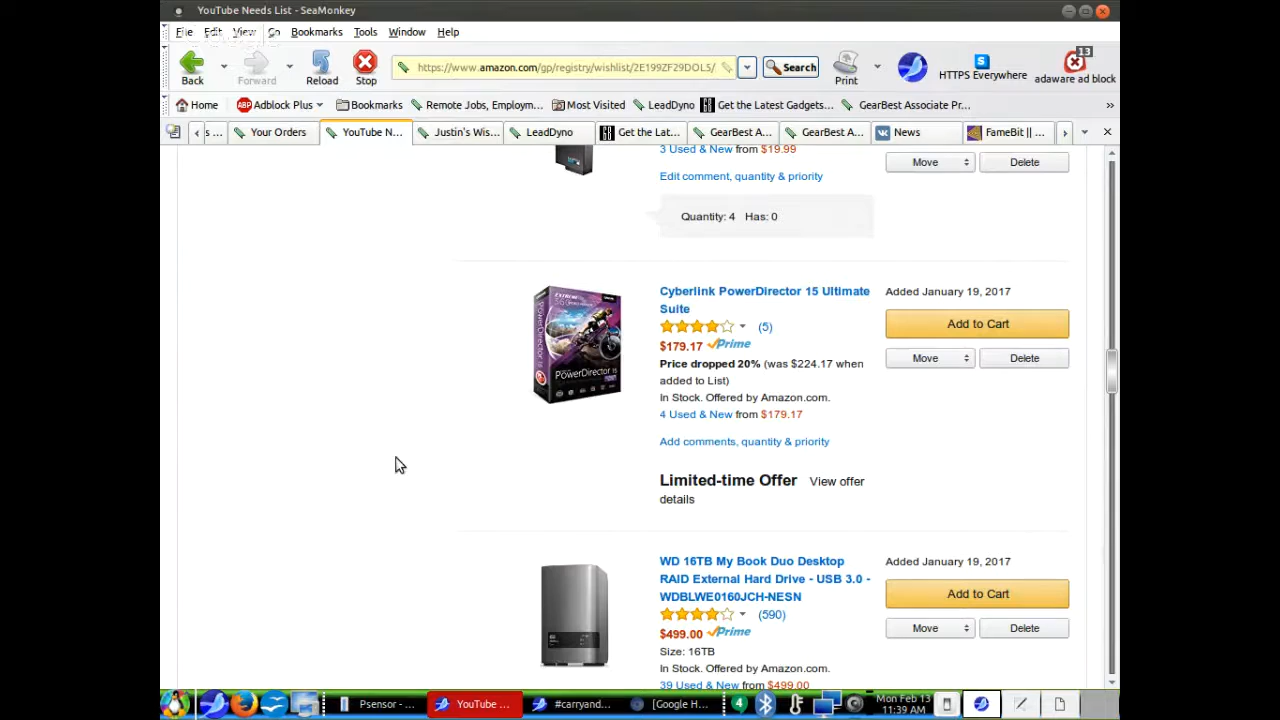 YouTube Needs List - SeaMonkey
File Edit View Go Bookmarks Tools Window Help
Back Forward Reload Stop https://www.amazon.com/gp/registry/wishlist/2E199ZF29DOLS/ Search Print HTTPS Everywhere 13 adaware ad block
Home ABP Adblock Plus Bookmarks Remote Jobs, Employm... Most Visited LeadDyno Get the Latest Gadgets... GearBest Associate Pr... »
s ... Your Orders YouTube N... Justin's Wis... LeadDyno Get the Lat... GearBest A... GearBest A... News FameBit || ...
3 Used & New from $19.99
Move Delete
Edit comment, quantity & priority
Quantity: 4 Has: 0
Cyberlink PowerDirector 15 Ultimate
Suite
Added January 19, 2017
(5)
Add to Cart
$179.17 Prime
Price dropped 20% (was $224.17 when
added to List)
Move Delete
In Stock. Offered by Amazon.com.
4 Used & New from $179.17
PowerDirector 15
Add comments, quantity & priority
Limited-time Offer View offer
details
WD 16TB My Book Duo Desktop
RAID External Hard Drive - USB 3.0 -
WDBLWE0160JCH-NESN
Added January 19, 2017
Add to Cart
(590)
$499.00 Prime
Move Delete
Size: 16TB
In Stock. Offered by Amazon.com.
39 Used & New from $499.00
Psensor - ... YouTube ... #carryand... [Google H... 4 Mon Feb 13
11:39 AM